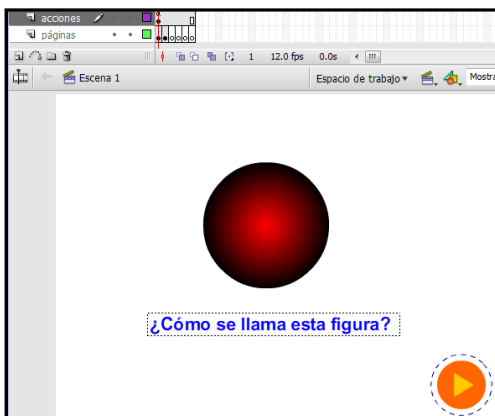 acciones
páginas
1 12.0 fps 0.0s
Escena 1 Espacio de trabajo Mostra
¿Cómo se llama esta figura?